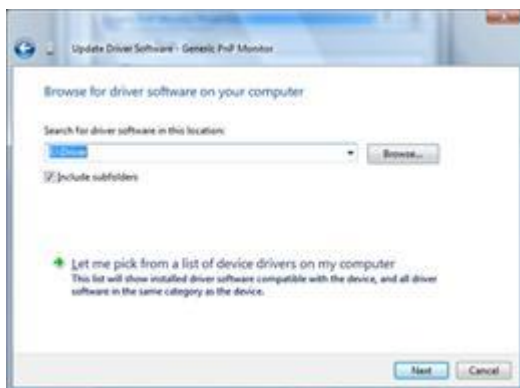 Update Driver Software - Generic PnP Monitor
Browse for driver software on your computer
Search for driver software in this location:
Browse...
Include subfolders
Let me pick from a list of device drivers on my computer
This list will show installed driver software compatible with the device, and all driver
software in the same category as the device.
Next Cancel